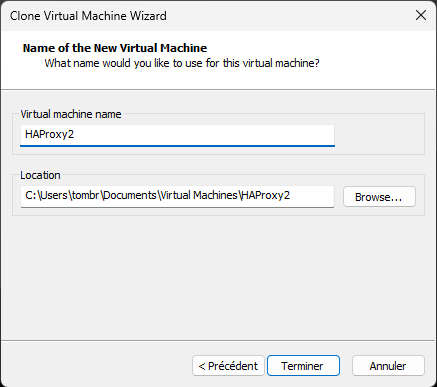 Clone Virtual Machine Wizard
Name of the New Virtual Machine
What name would you like to use for this virtual machine?
Virtual machine name
HAProxy2
Location
C:\Users\tombr\Documents\Virtual Machines\HAProxy2
Browse...
< Précédent
Terminer
Annuler